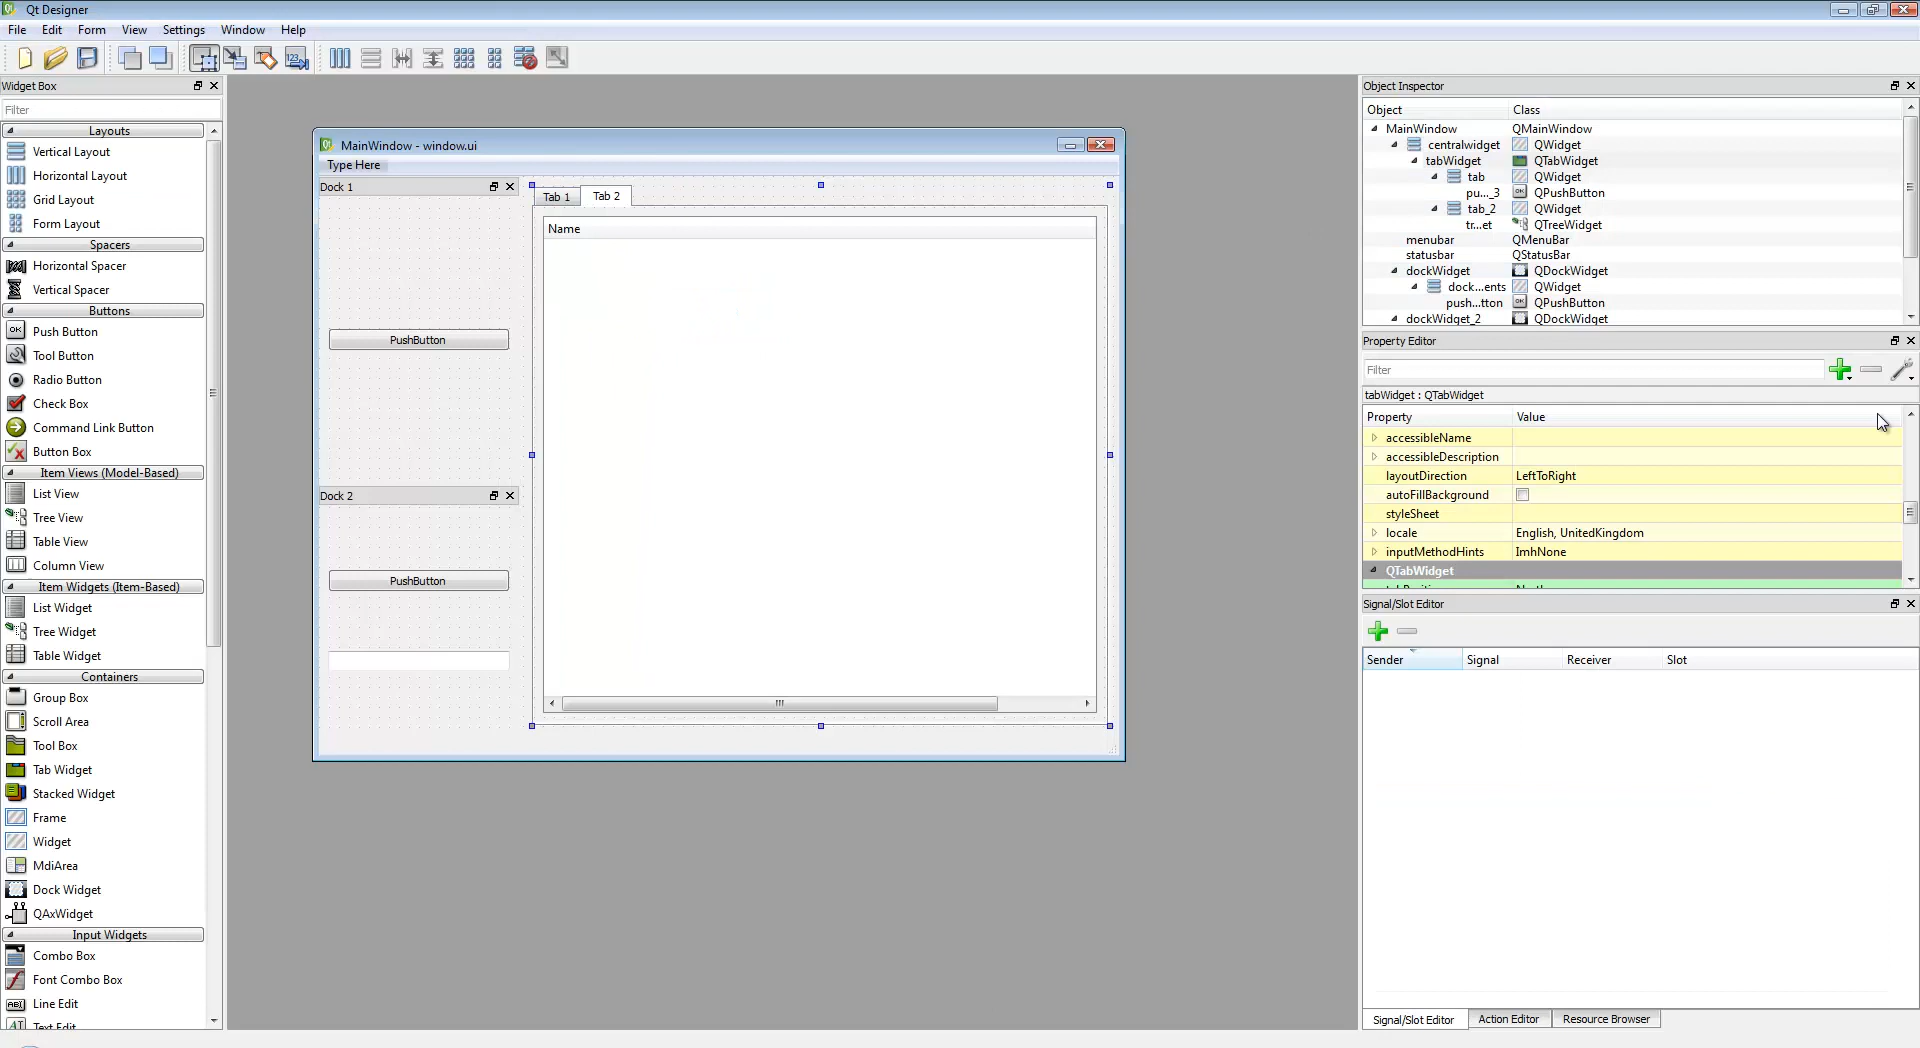 Qt Designer
File Edit Form View Settings Window Help
Widget Box
Filter
Layouts
Vertical Layout
Horizontal Layout
Grid Layout
Form Layout
Spacers
Horizontal Spacer
Vertical Spacer
Buttons
Push Button
Tool Button
Radio Button
Check Box
Command Link Button
Button Box
Item Views (Model-Based)
List View
Tree View
Table View
Column View
Item Widgets (Item-Based)
List Widget
Tree Widget
Table Widget
Containers
Group Box
Scroll Area
Tool Box
Tab Widget
Stacked Widget
Frame
Widget
MdiArea
Dock Widget
QAxWidget
Input Widgets
Combo Box
Font Combo Box
Line Edit
Text Edit
MainWindow - window.ui
Type Here
Dock 1
PushButton
Dock 2
PushButton
Tab 1 Tab 2
Name
Object Inspector
Object Class
MainWindow QMainWindow
centralwidget QWidget
tabWidget QTabWidget
tab QWidget
pu..._3 QPushButton
tab_2 QWidget
tr...et QTreeWidget
menubar QMenuBar
statusbar QStatusBar
dockWidget QDockWidget
dock...ents QWidget
push...tton QPushButton
dockWidget_2 QDockWidget
Property Editor
Filter
tabWidget : QTabWidget
Property Value
accessibleName
accessibleDescription
layoutDirection LeftToRight
autoFillBackground
styleSheet
locale English, UnitedKingdom
inputMethodHints ImhNone
QTabWidget
Signal/Slot Editor
Sender Signal Receiver Slot
Signal/Slot Editor Action Editor Resource Browser